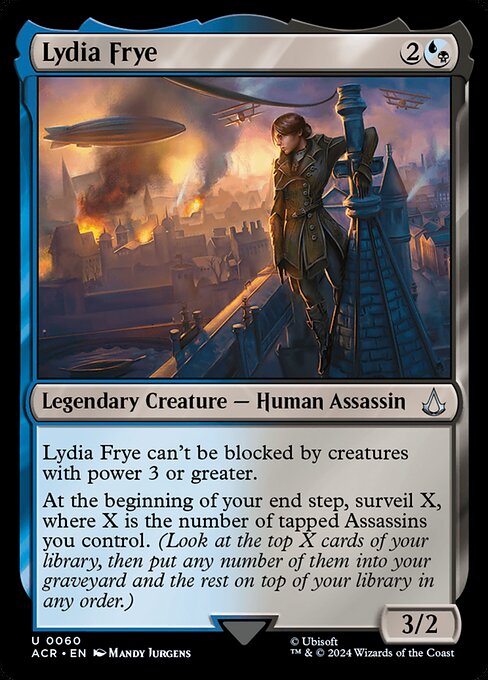 Lydia Frye 2
Legendary Creature — Human Assassin
Lydia Frye can't be blocked by creatures
with power 3 or greater.
At the beginning of your end step, surveil X,
where X is the number of tapped Assassins
you control. (Look at the top X cards of your
library, then put any number of them into your
graveyard and the rest on top of your library in
any order.)
3/2
U 0060
ACR • EN Mandy Jurgens
© Ubisoft
™ & © 2024 Wizards of the Coast